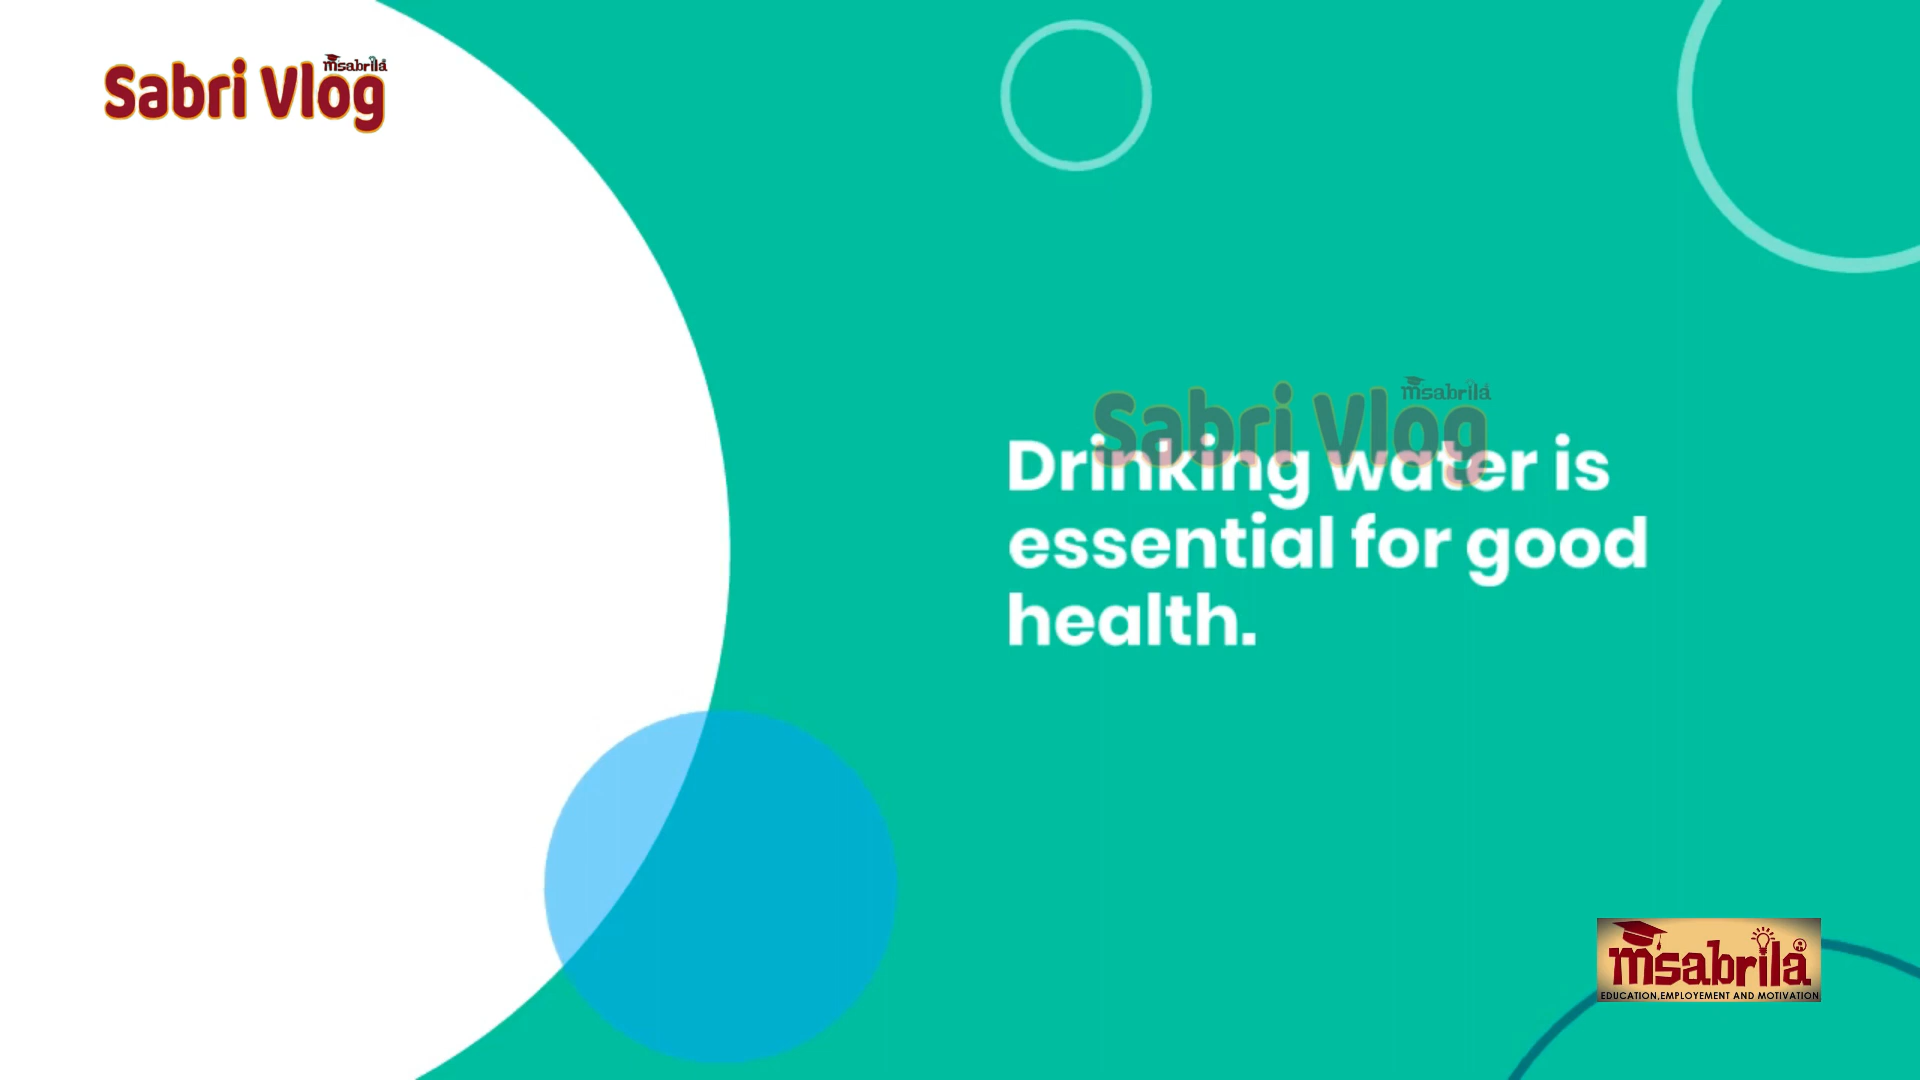 msabrila
Sabri Vlog
msabrila
Sabri Vlog
Drinking water is
essential for good
health.
msabrila
EDUCATION,EMPLOYEMENT AND MOTIVATION